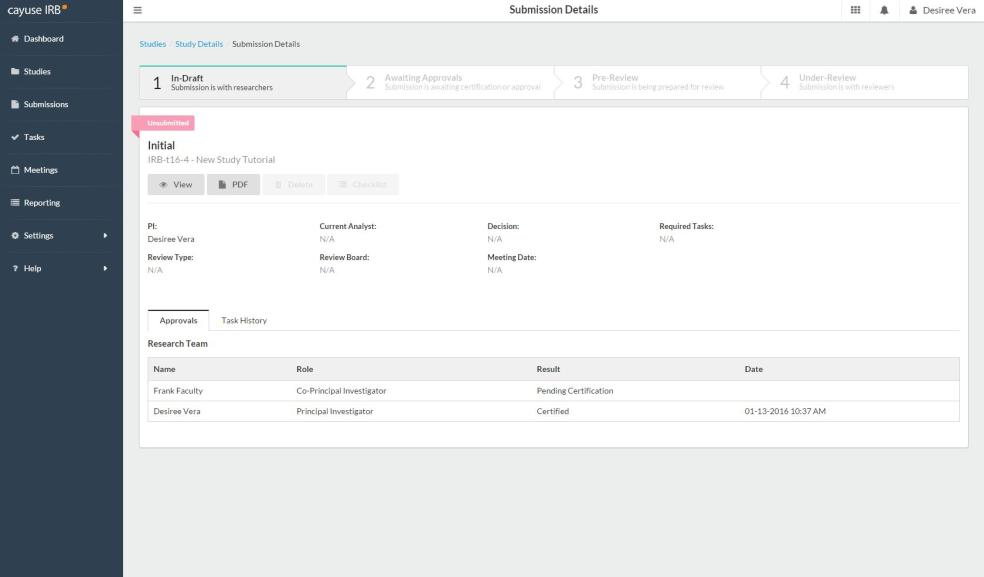 cayuse IRB
Submission Details
Desiree Vera
Dashboard
Studies
Submissions
Tasks
Meetings
Reporting
Settings
? Help
Studies / Study Details / Submission Details
1 In-Draft
Submission is with researchers
2 Awaiting Approvals
Submission is awaiting certification or approval
3 Pre-Review
Submission is being prepared for review
4 Under-Review
Submission is with reviewers
Unsubmitted
Initial
IRB-t16-4 - New Study Tutorial
View PDF Delete Checklist
PI: Current Analyst: Decision: Required Tasks:
Desiree Vera N/A N/A N/A
Review Type: Review Board: Meeting Date:
N/A N/A N/A
Approvals Task History
Research Team
Name Role Result Date
Frank Faculty Co-Principal Investigator Pending Certification
Desiree Vera Principal Investigator Certified 01-13-2016 10:37 AM